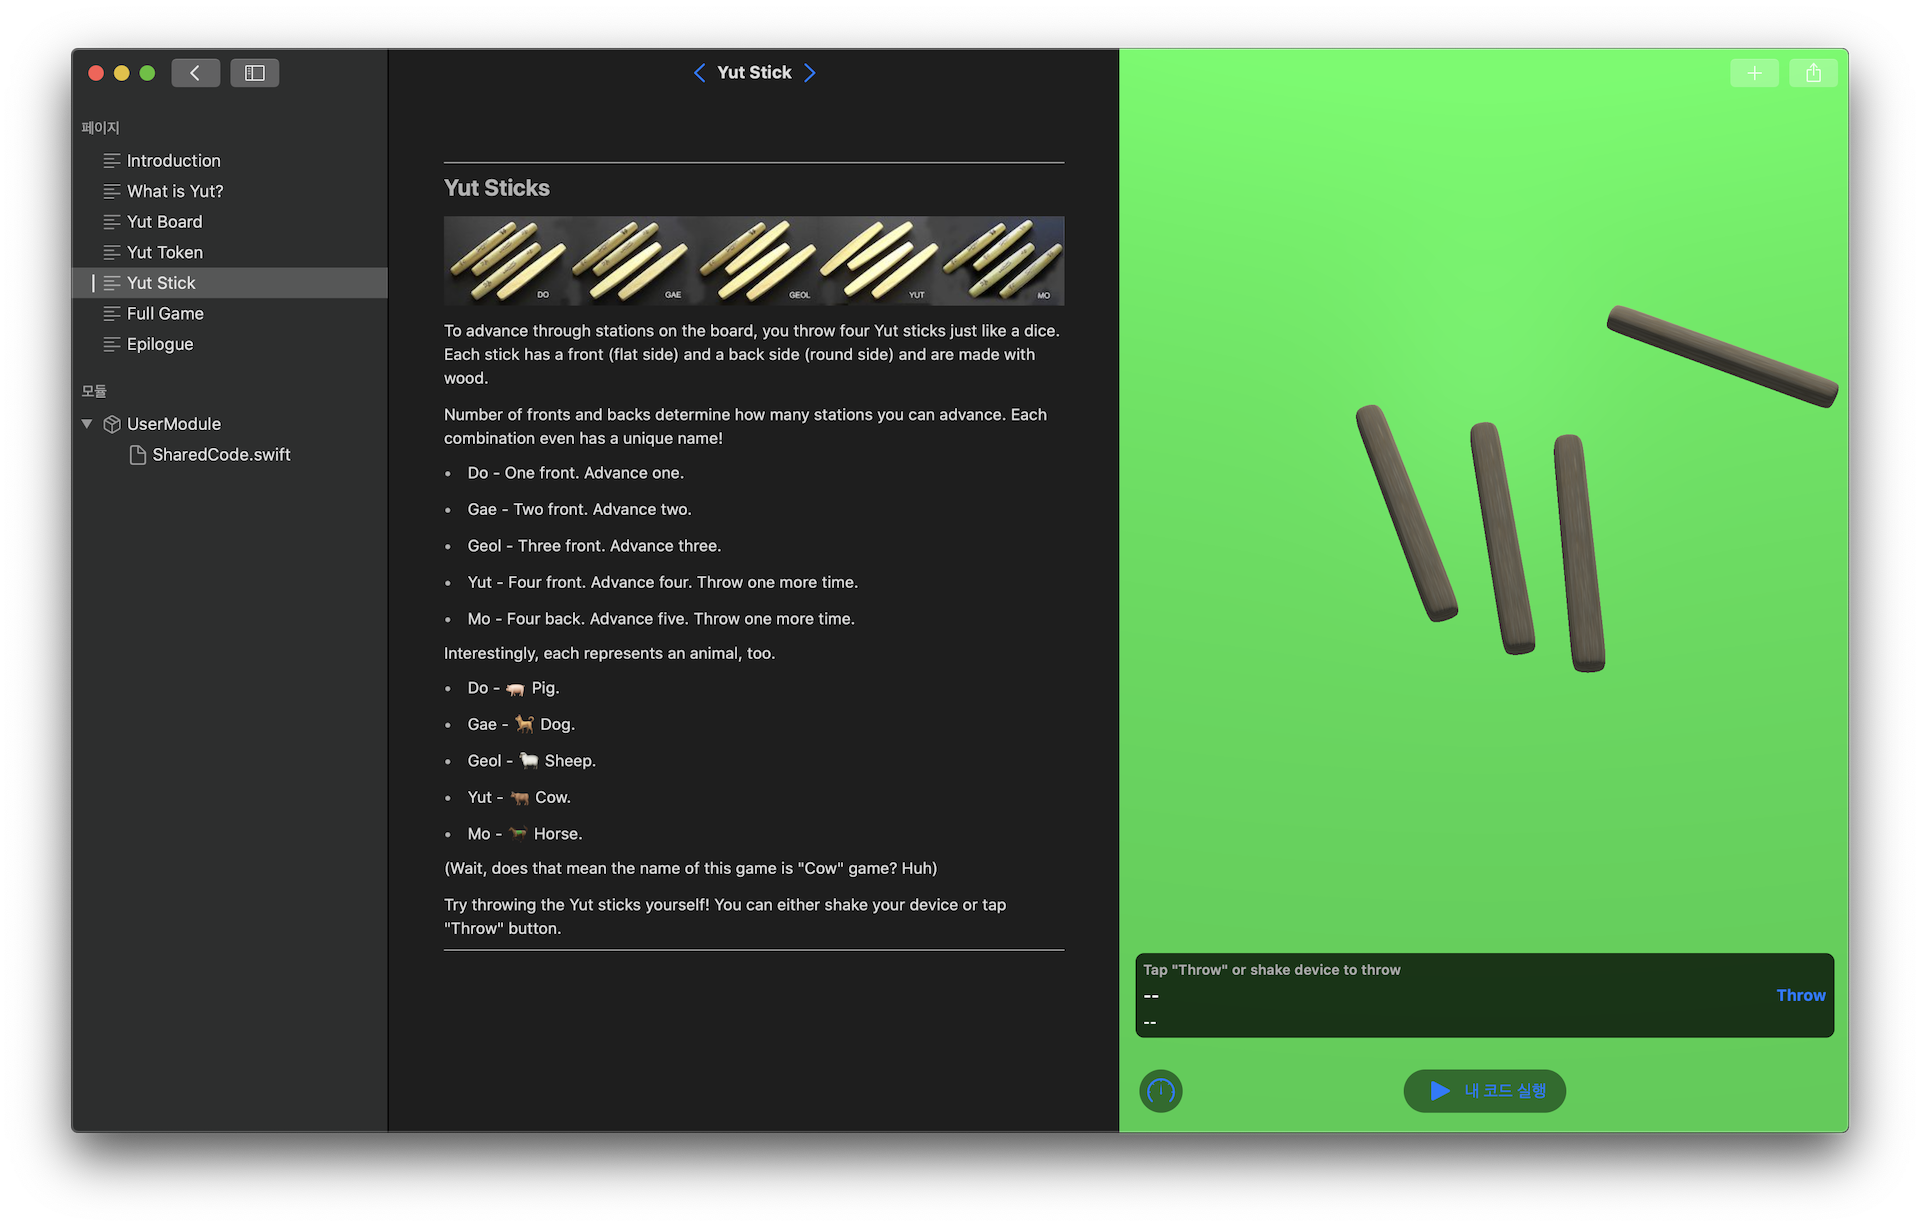 Yut Stick
페이지
Introduction
What is Yut?
Yut Board
Yut Token
Yut Stick
Full Game
Epilogue
모듈
UserModule
SharedCode.swift
Yut Sticks
DO
GAE
GEOL
YUT
MO
To advance through stations on the board, you throw four Yut sticks just like a dice.
Each stick has a front (flat side) and a back side (round side) and are made with
wood.
Number of fronts and backs determine how many stations you can advance. Each
combination even has a unique name!
• Do - One front. Advance one.
• Gae - Two front. Advance two.
• Geol - Three front. Advance three.
• Yut - Four front. Advance four. Throw one more time.
• Mo - Four back. Advance five. Throw one more time.
Interestingly, each represents an animal, too.
• Do - 🐖 Pig.
• Gae - 🐕 Dog.
• Geol - 🐑 Sheep.
• Yut - 🐄 Cow.
• Mo - 🐎 Horse.
(Wait, does that mean the name of this game is "Cow" game? Huh)
Try throwing the Yut sticks yourself! You can either shake your device or tap
"Throw" button.
Tap "Throw" or shake device to throw
--
Throw
--
내 코드 실행